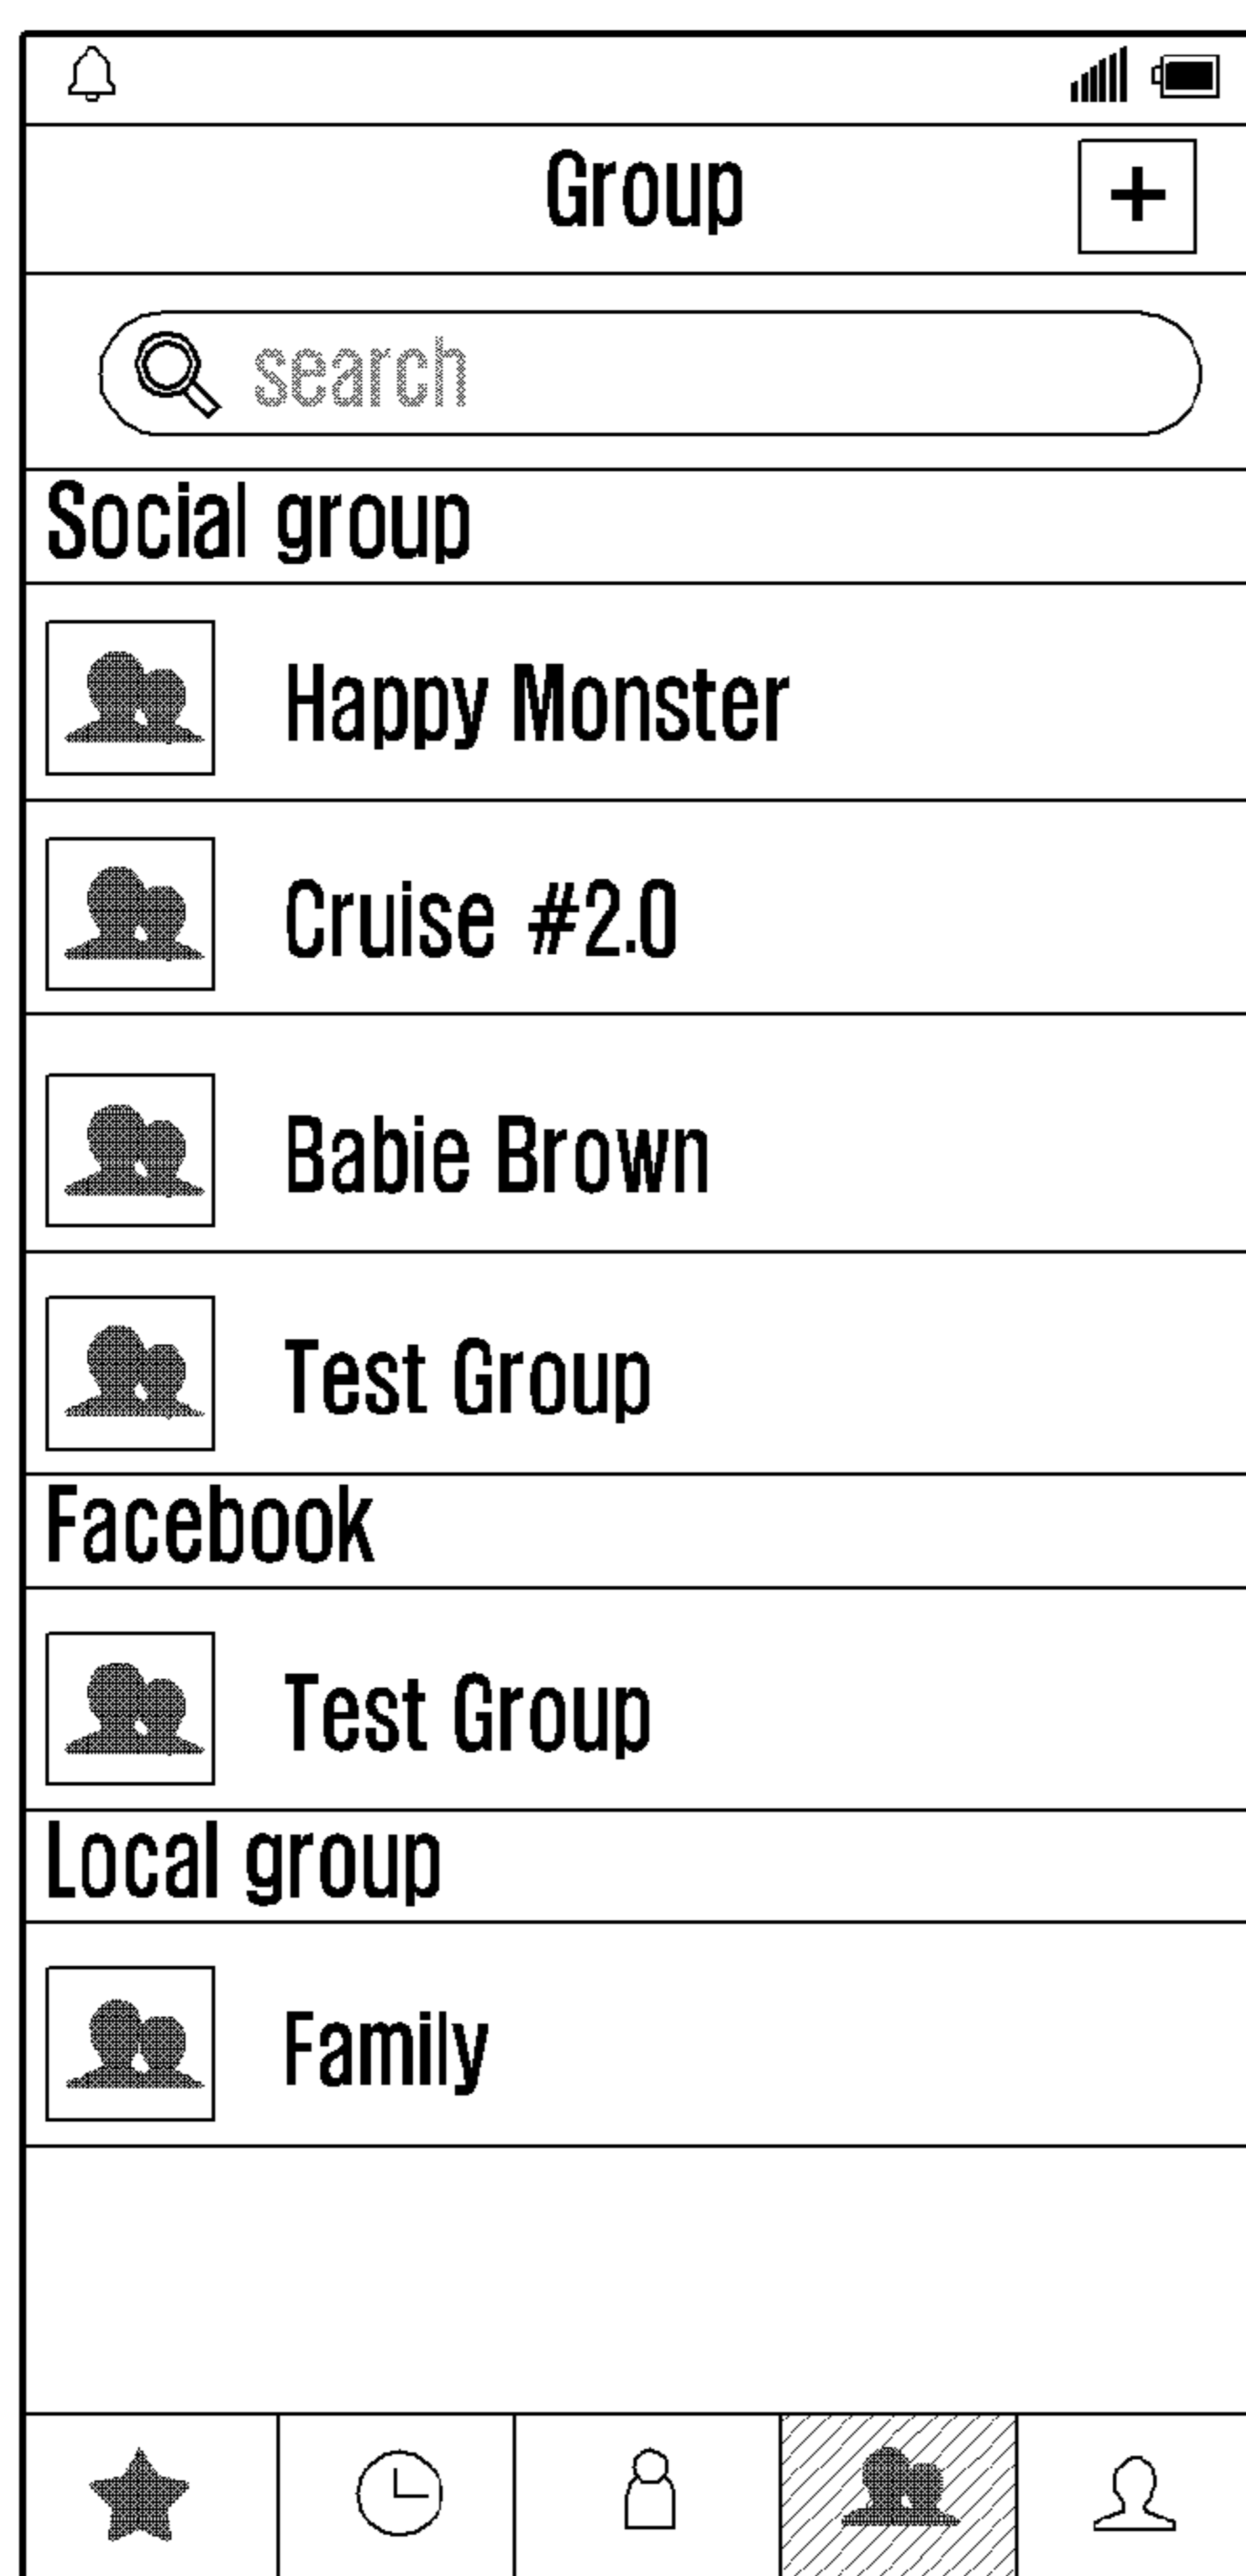 Group
+
search
Social group
Happy Monster
Cruise #2.0
Babie Brown
Test Group
Facebook
Test Group
Local group
Family